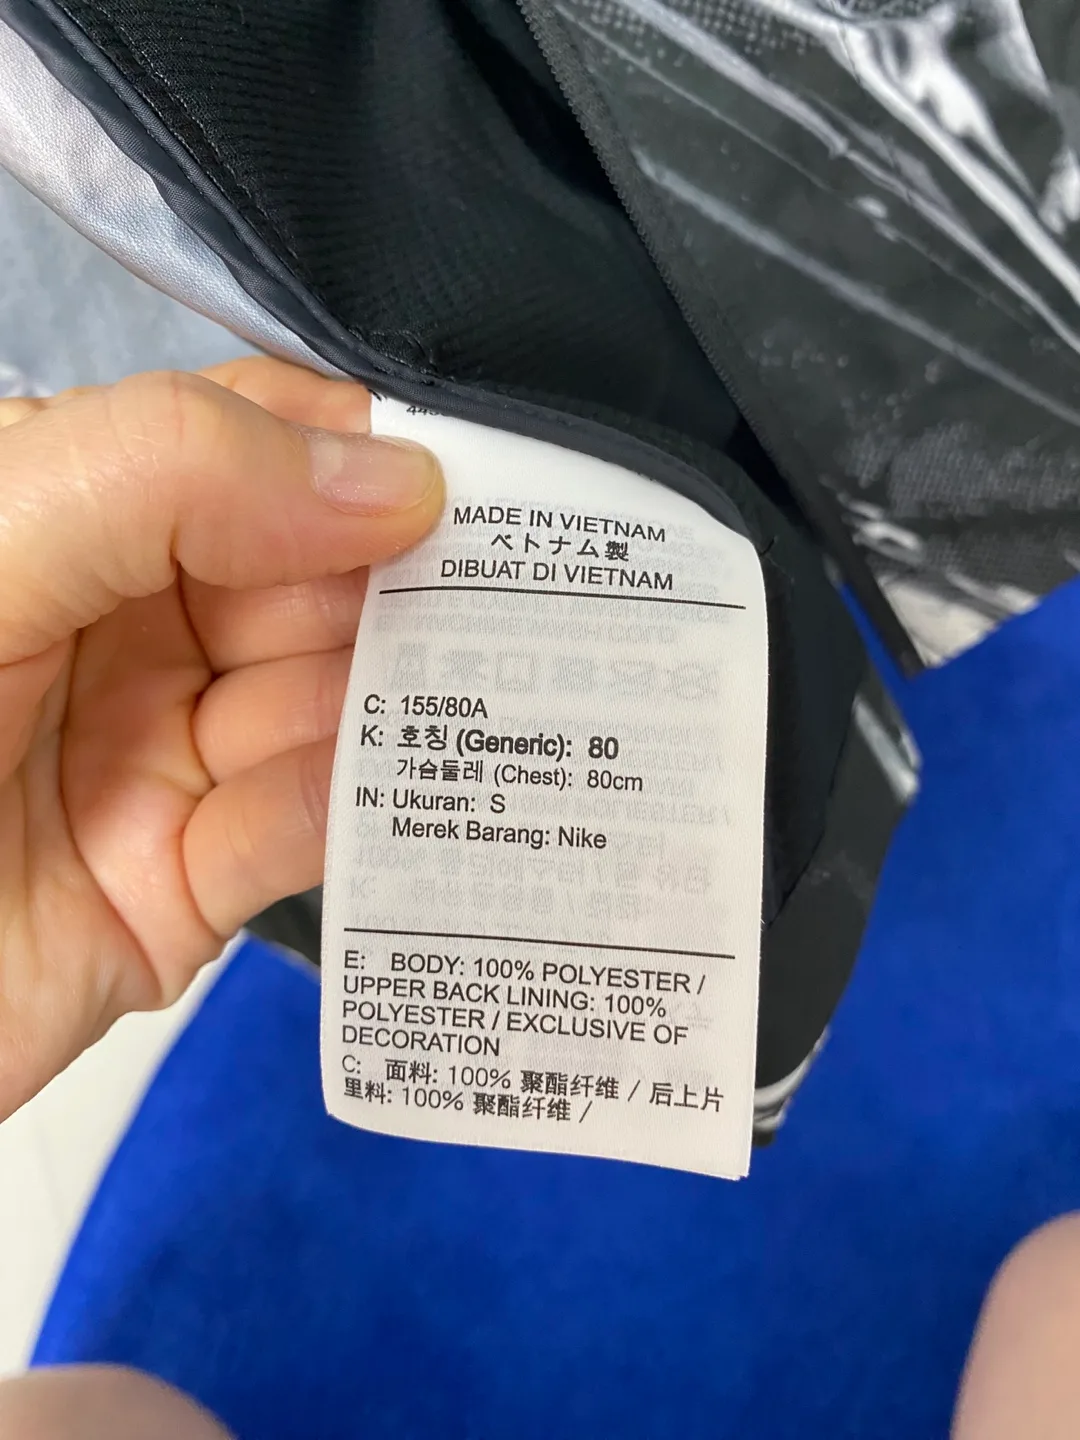 MADE IN VIETNAM
ベトナム製
DIBUAT DI VIETNAM
C: 155/80A
K: 호칭 (Generic): 80
가슴둘레 (Chest): 80cm
IN: Ukuran: S
Merek Barang: Nike
E: BODY: 100% POLYESTER /
UPPER BACK LINING: 100%
POLYESTER / EXCLUSIVE OF
DECORATION
C: 面料: 100% 聚酯纤维 / 后上片
里料: 100% 聚酯纤维 /